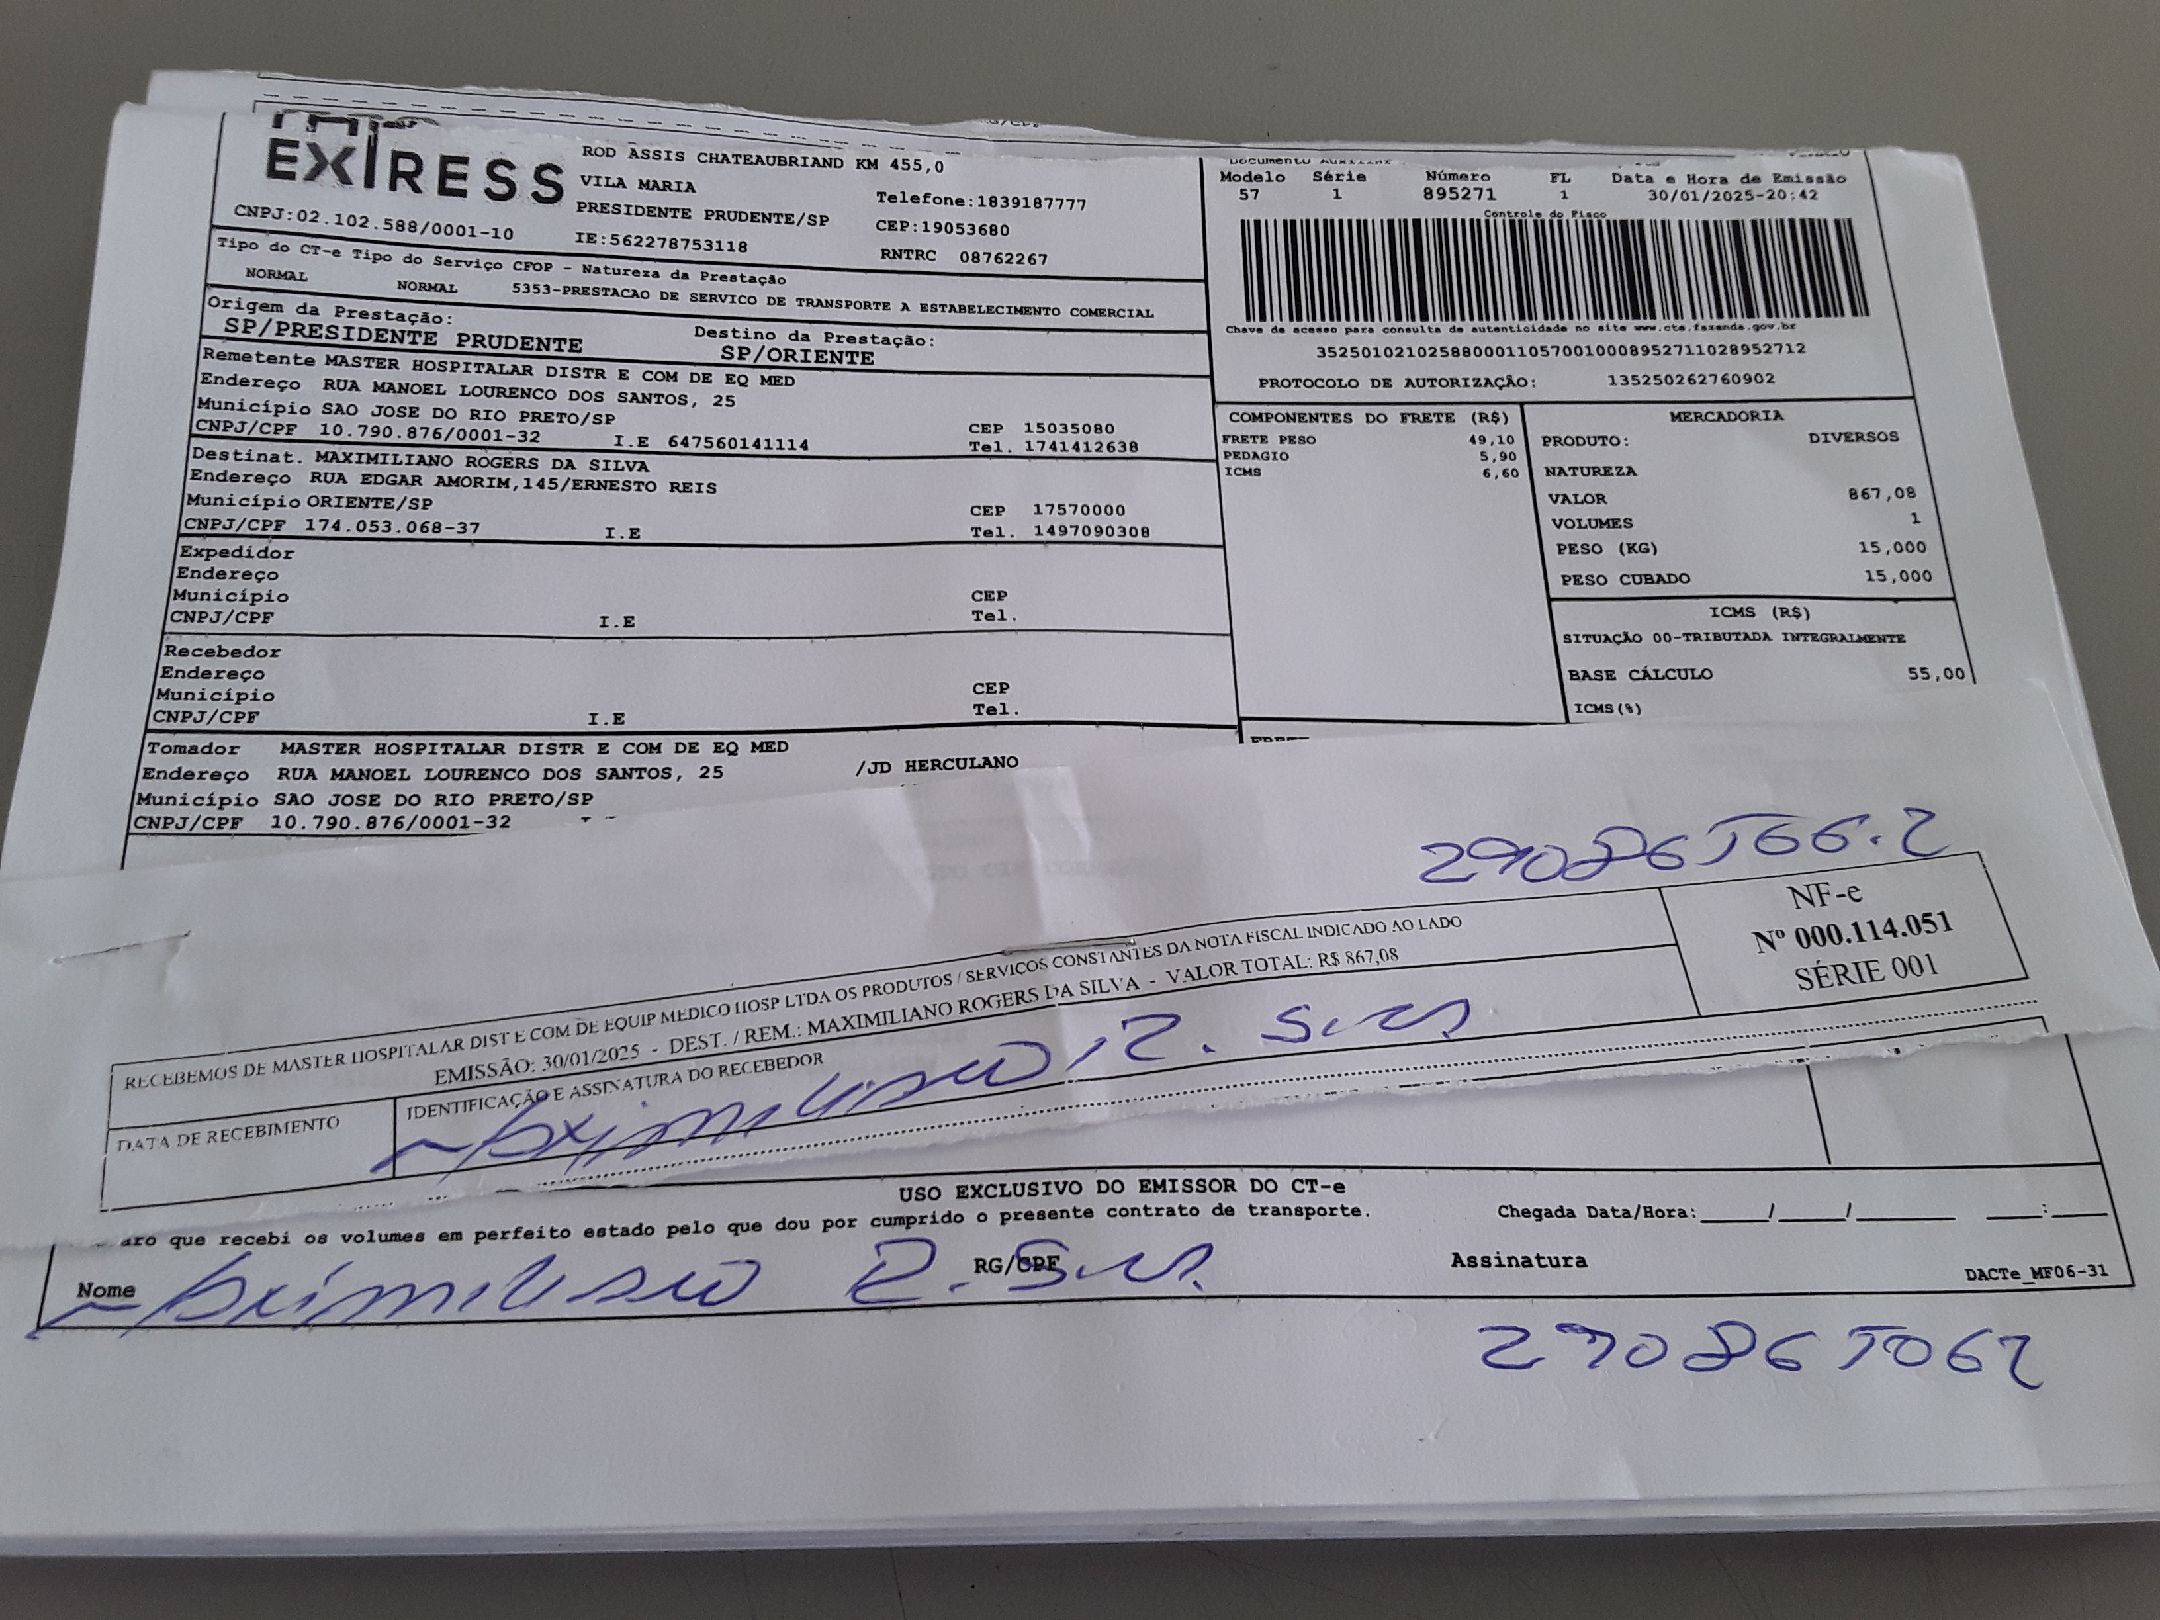 EXPRESS
ROD ASSIS CHATEAUBRIAND KM 455,0
VILA MARIA
Telefone:1839187777
PRESIDENTE PRUDENTE/SP
CEP:19053680
CNPJ:02.102.588/0001-10
IE:562278753118
RNTRC 08762267
Tipo do CT-e Tipo do Serviço CFOP - Natureza da Prestação
NORMAL NORMAL 5353-PRESTACAO DE SERVICO DE TRANSPORTE A ESTABELECIMENTO COMERCIAL
Origem da Prestação: Destino da Prestação:
SP/PRESIDENTE PRUDENTE SP/ORIENTE
Remetente MASTER HOSPITALAR DISTR E COM DE EQ MED
Endereço RUA MANOEL LOURENCO DOS SANTOS, 25
Município SAO JOSE DO RIO PRETO/SP CEP 15035080
CNPJ/CPF 10.790.876/0001-32 I.E 647560141114 Tel. 1741412638
Destinat. MAXIMILIANO ROGERS DA SILVA
Endereço RUA EDGAR AMORIM,145/ERNESTO REIS
Município ORIENTE/SP CEP 17570000
CNPJ/CPF 174.053.068-37 I.E Tel. 1497090308
Expedidor
Endereço
Município CEP
CNPJ/CPF I.E Tel.
Recebedor
Endereço
Município CEP
CNPJ/CPF I.E Tel.
Tomador MASTER HOSPITALAR DISTR E COM DE EQ MED
Endereço RUA MANOEL LOURENCO DOS SANTOS, 25 /JD HERCULANO
Município SAO JOSE DO RIO PRETO/SP
CNPJ/CPF 10.790.876/0001-32
Documento Auxiliar
Modelo Série Número FL Data e Hora de Emissão
57 1 895271 1 30/01/2025-20:42
Controle do Fisco
Chave de acesso para consulta de autenticidade no site www.cte.fazenda.gov.br
35250102102588000110570010008952711028952712
PROTOCOLO DE AUTORIZAÇÃO: 135250262760902
COMPONENTES DO FRETE (R$)
FRETE PESO 49,10
PEDAGIO 5,90
ICMS 6,60
MERCADORIA
PRODUTO: DIVERSOS
NATUREZA
VALOR 867,08
VOLUMES 1
PESO (KG) 15,000
PESO CUBADO 15,000
ICMS (R$)
SITUAÇÃO 00-TRIBUTADA INTEGRALMENTE
BASE CÁLCULO 55,00
ICMS(%)
RECEBEMOS DE MASTER HOSPITALAR DIST E COM DE EQUIP MEDICO HOSP LTDA OS PRODUTOS / SERVIÇOS CONSTANTES DA NOTA FISCAL INDICADO AO LADO
EMISSÃO: 30/01/2025 - DEST. / REM.: MAXIMILIANO ROGERS DA SILVA - VALOR TOTAL: R$ 867,08
NF-e
Nº 000.114.051
SÉRIE 001
DATA DE RECEBIMENTO
IDENTIFICAÇÃO E ASSINATURA DO RECEBEDOR
USO EXCLUSIVO DO EMISSOR DO CT-e
aro que recebi os volumes em perfeito estado pelo que dou por cumprido o presente contrato de transporte.
Chegada Data/Hora:_____/_____/_______ ____:____
Nome RG/CPF Assinatura
DACTe_MF06-31